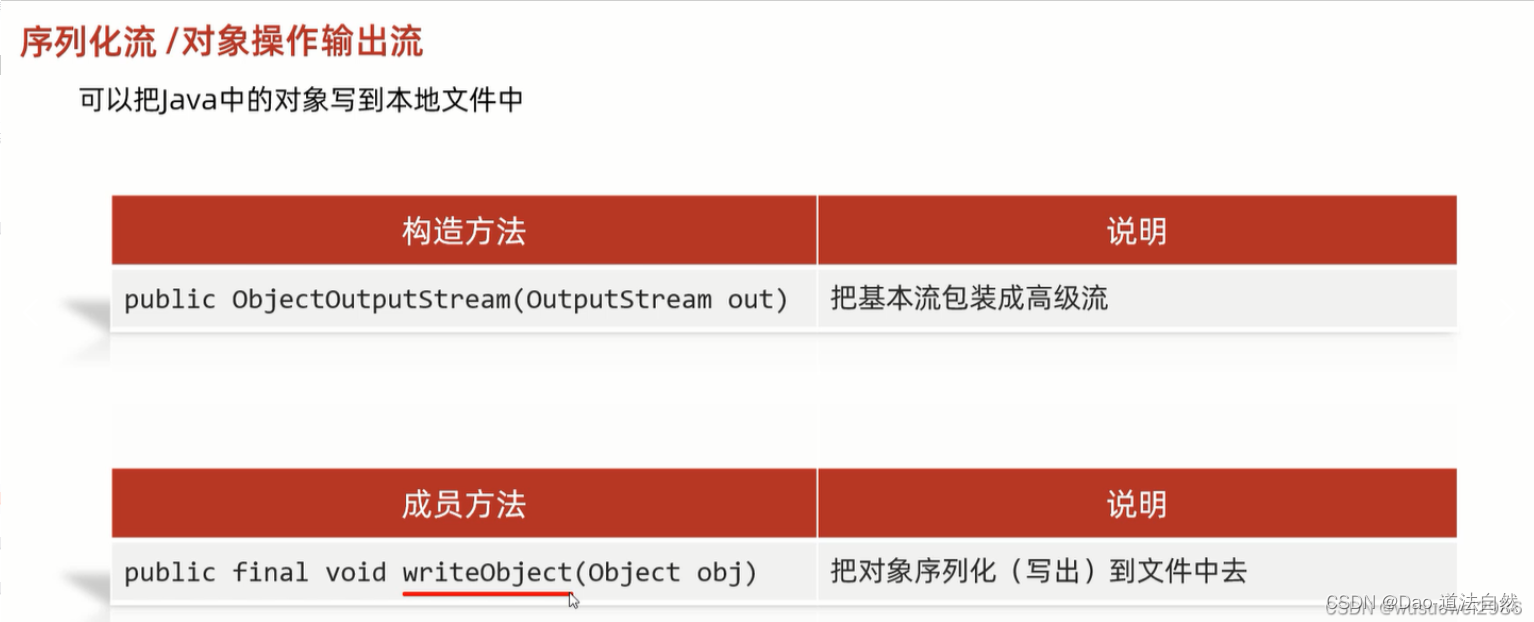 序列化流 /对象操作输出流
可以把Java中的对象写到本地文件中
构造方法 说明
public ObjectOutputStream(OutputStream out) 把基本流包装成高级流
成员方法 说明
public final void writeObject(Object obj) 把对象序列化（写出）到文件中去
CSDN @Dao-道法自然